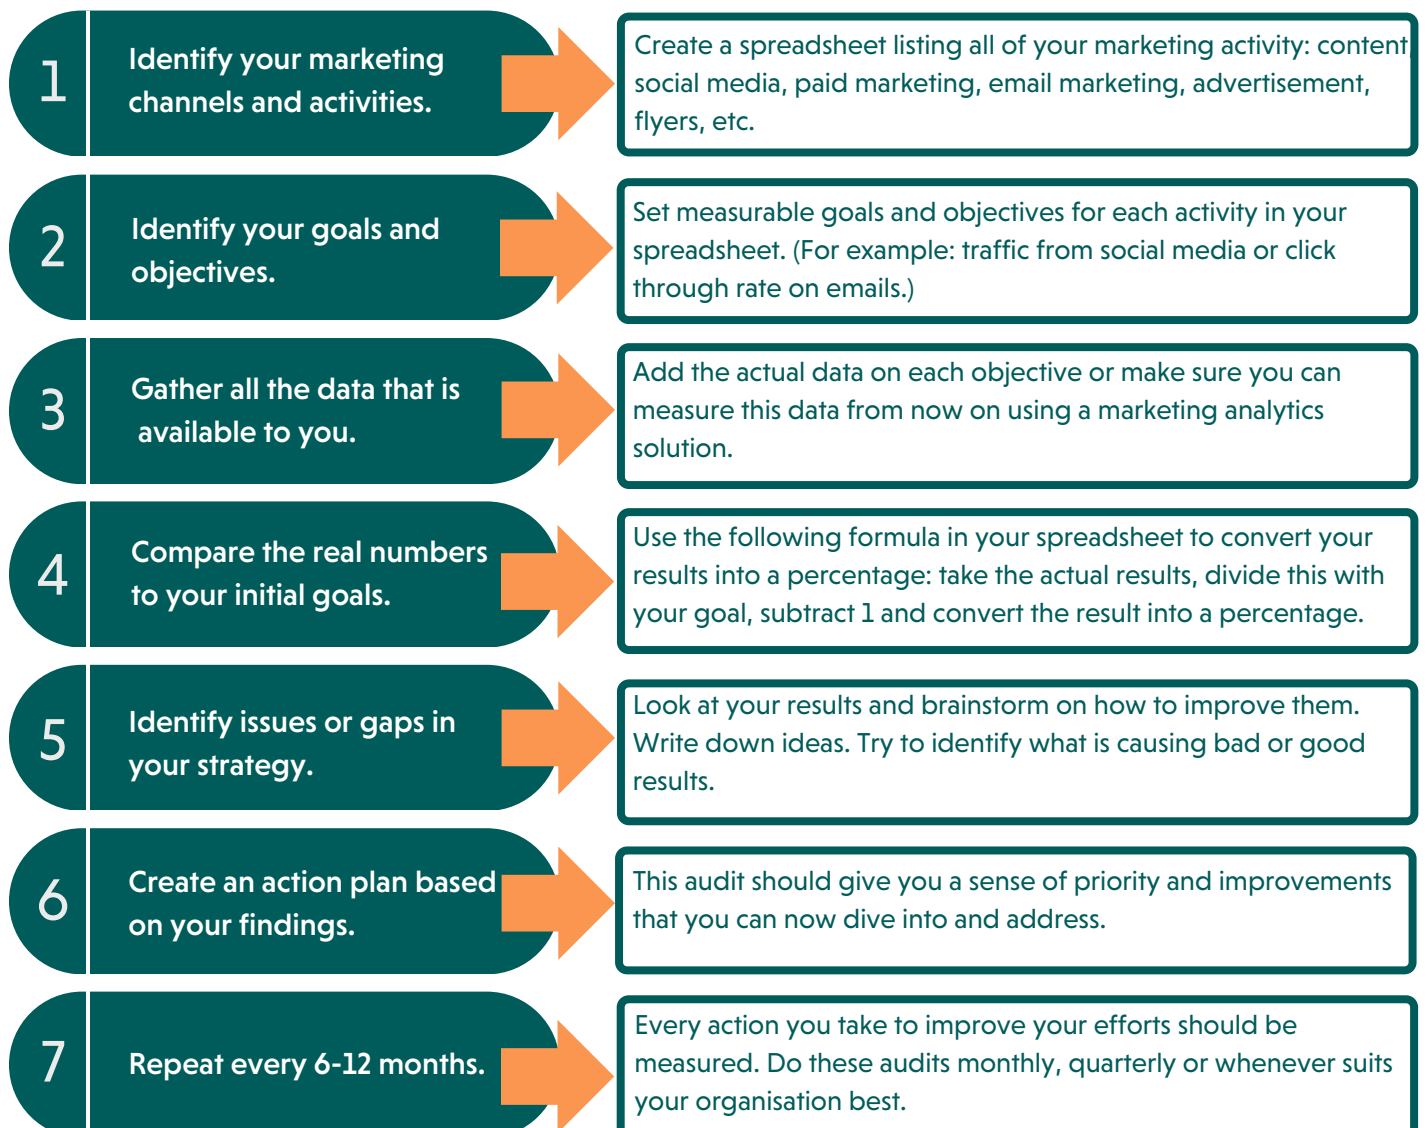 1
Identify your marketing
channels and activities.
Create a spreadsheet listing all of your marketing activity: content
social media, paid marketing, email marketing, advertisement,
flyers, etc.
2
Identify your goals and
objectives.
Set measurable goals and objectives for each activity in your
spreadsheet. (For example: traffic from social media or click
through rate on emails.)
3
Gather all the data that is
available to you.
Add the actual data on each objective or make sure you can
measure this data from now on using a marketing analytics
solution.
4
Compare the real numbers
to your initial goals.
Use the following formula in your spreadsheet to convert your
results into a percentage: take the actual results, divide this with
your goal, subtract 1 and convert the result into a percentage.
5
Identify issues or gaps in
your strategy.
Look at your results and brainstorm on how to improve them.
Write down ideas. Try to identify what is causing bad or good
results.
6
Create an action plan based
on your findings.
This audit should give you a sense of priority and improvements
that you can now dive into and address.
7
Repeat every 6-12 months.
Every action you take to improve your efforts should be
measured. Do these audits monthly, quarterly or whenever suits
your organisation best.